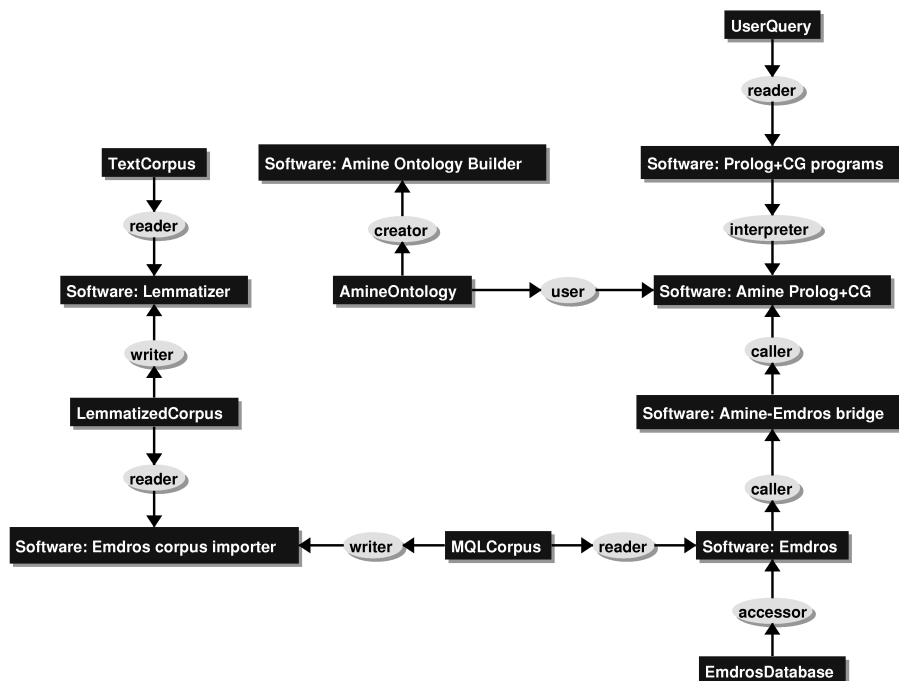 UserQuery
reader
TextCorpus
Software: Amine Ontology Builder
Software: Prolog+CG programs
reader
creator
interpreter
Software: Lemmatizer
AmineOntology
user
Software: Amine Prolog+CG
writer
caller
LemmatizedCorpus
Software: Amine-Emdros bridge
reader
caller
Software: Emdros corpus importer
writer
MQLCorpus
reader
Software: Emdros
accessor
EmdrosDatabase